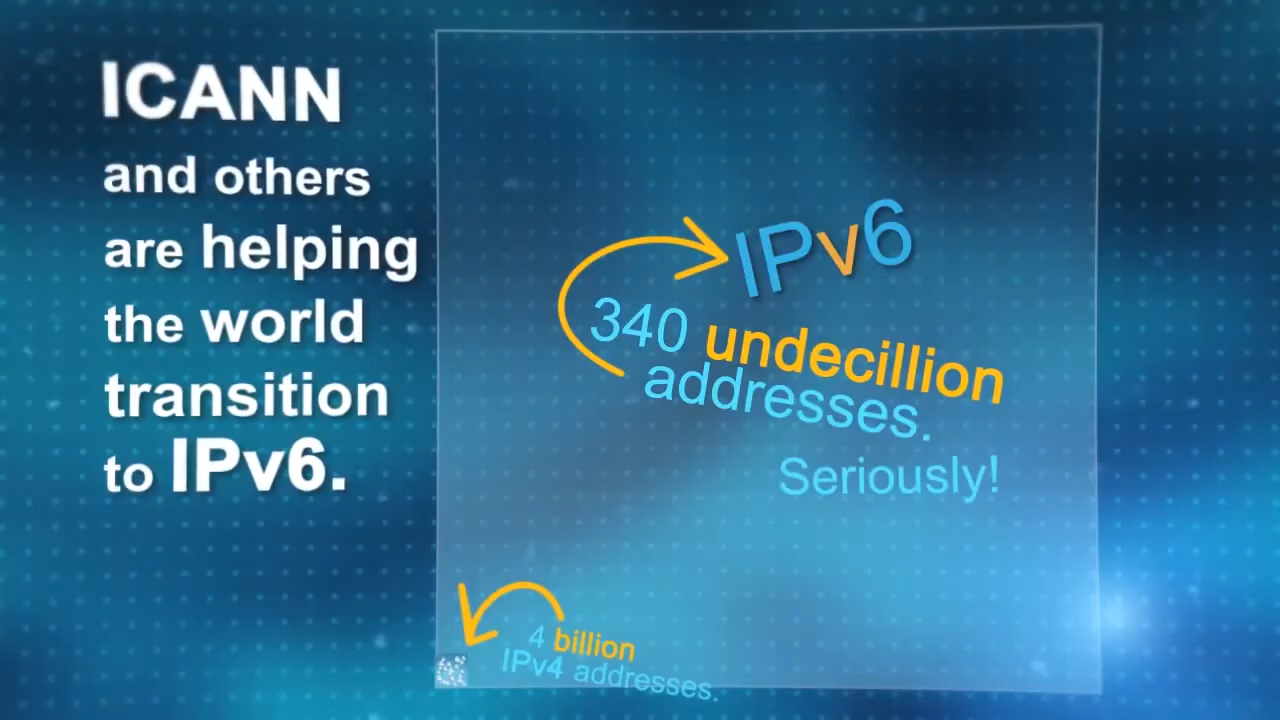 ICANN
and others
are helping
the world
transition
to IPv6.
IPv6
340 undecillion
addresses.
Seriously!
4 billion
IPv4 addresses.